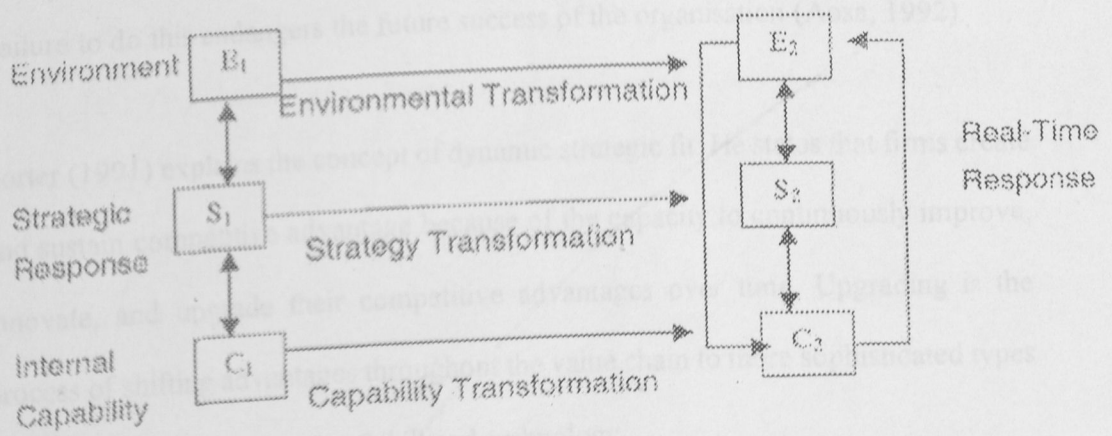 failure to do this endangers the future success of the organisation (Ansa, 1992)
Environment
E₁
E₂
Environmental Transformation
Real-Time
Response
Porter (1991) explains the concept of dynamic strategic fit. He states that firms create
Strategic
Response
S₁
S₂
and sustain competitive advantage because of the capacity to continuously improve,
Strategy Transformation
innovate, and upgrade their competitive advantages over time. Upgrading is the
Internal
Capability
C₁
C₂
process of shifting advantages throughout the value chain to more sophisticated types
Capability Transformation